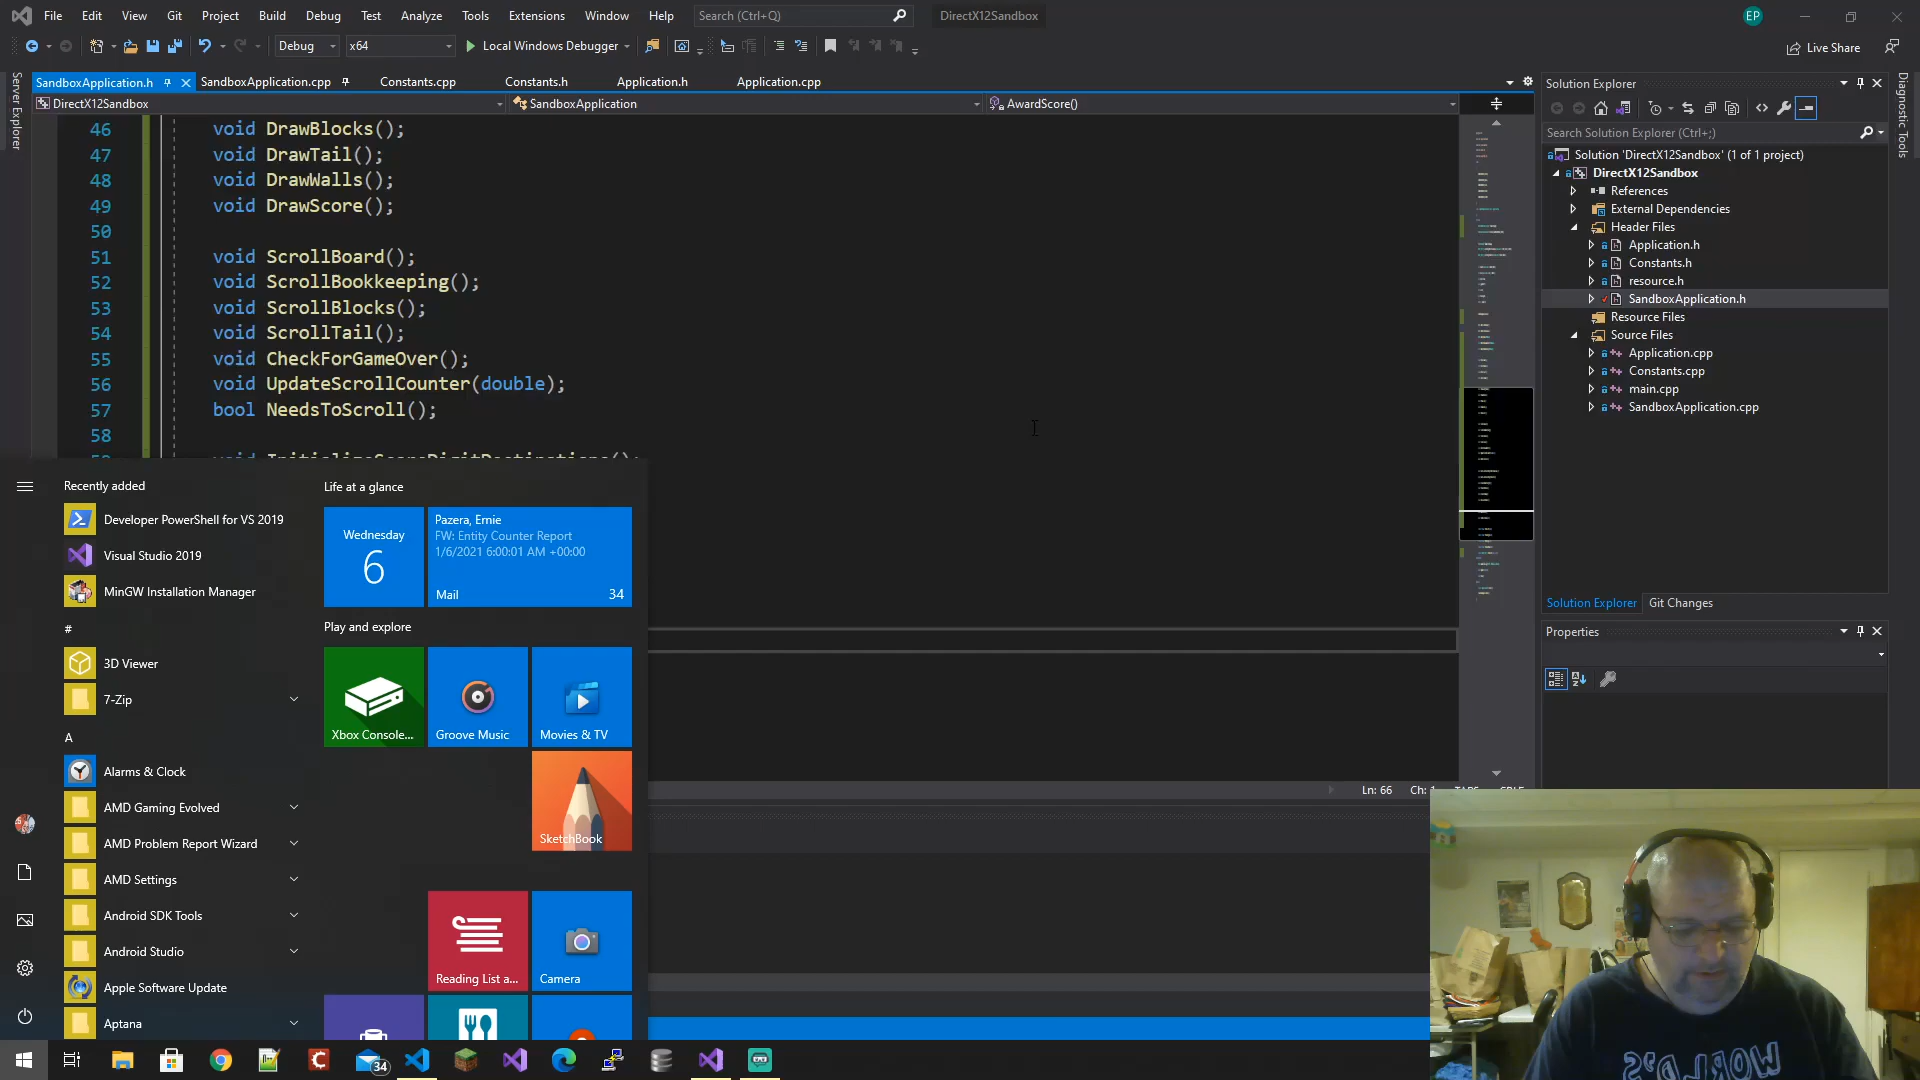 File Edit View Git Project Build Debug Test Analyze Tools Extensions Window Help Search (Ctrl+Q) DirectX12Sandbox EP
Debug x64 Local Windows Debugger Live Share
SandboxApplication.h SandboxApplication.cpp Constants.cpp Constants.h Application.h Application.cpp
DirectX12Sandbox SandboxApplication AwardScore()
Server Explorer
46 void DrawBlocks();
47 void DrawTail();
48 void DrawWalls();
49 void DrawScore();
50
51 void ScrollBoard();
52 void ScrollBookkeeping();
53 void ScrollBlocks();
54 void ScrollTail();
55 void CheckForGameOver();
56 void UpdateScrollCounter(double);
57 bool NeedsToScroll();
58
Solution Explorer
Search Solution Explorer (Ctrl+;)
Solution 'DirectX12Sandbox' (1 of 1 project)
DirectX12Sandbox
References
External Dependencies
Header Files
Application.h
Constants.h
resource.h
SandboxApplication.h
Resource Files
Source Files
Application.cpp
Constants.cpp
main.cpp
SandboxApplication.cpp
Solution Explorer Git Changes
Properties
Diagnostic Tools
Ln: 66 Ch:
Recently added
Developer PowerShell for VS 2019
Visual Studio 2019
MinGW Installation Manager
#
3D Viewer
7-Zip
A
Alarms & Clock
AMD Gaming Evolved
AMD Problem Report Wizard
AMD Settings
Android SDK Tools
Android Studio
Apple Software Update
Aptana
Life at a glance
Wednesday
6
Pazera, Ernie
FW: Entity Counter Report
1/6/2021 6:00:01 AM +00:00
Mail 34
Play and explore
Xbox Console...
Groove Music
Movies & TV
SketchBook
Reading List a...
Camera
34
WORLD'S